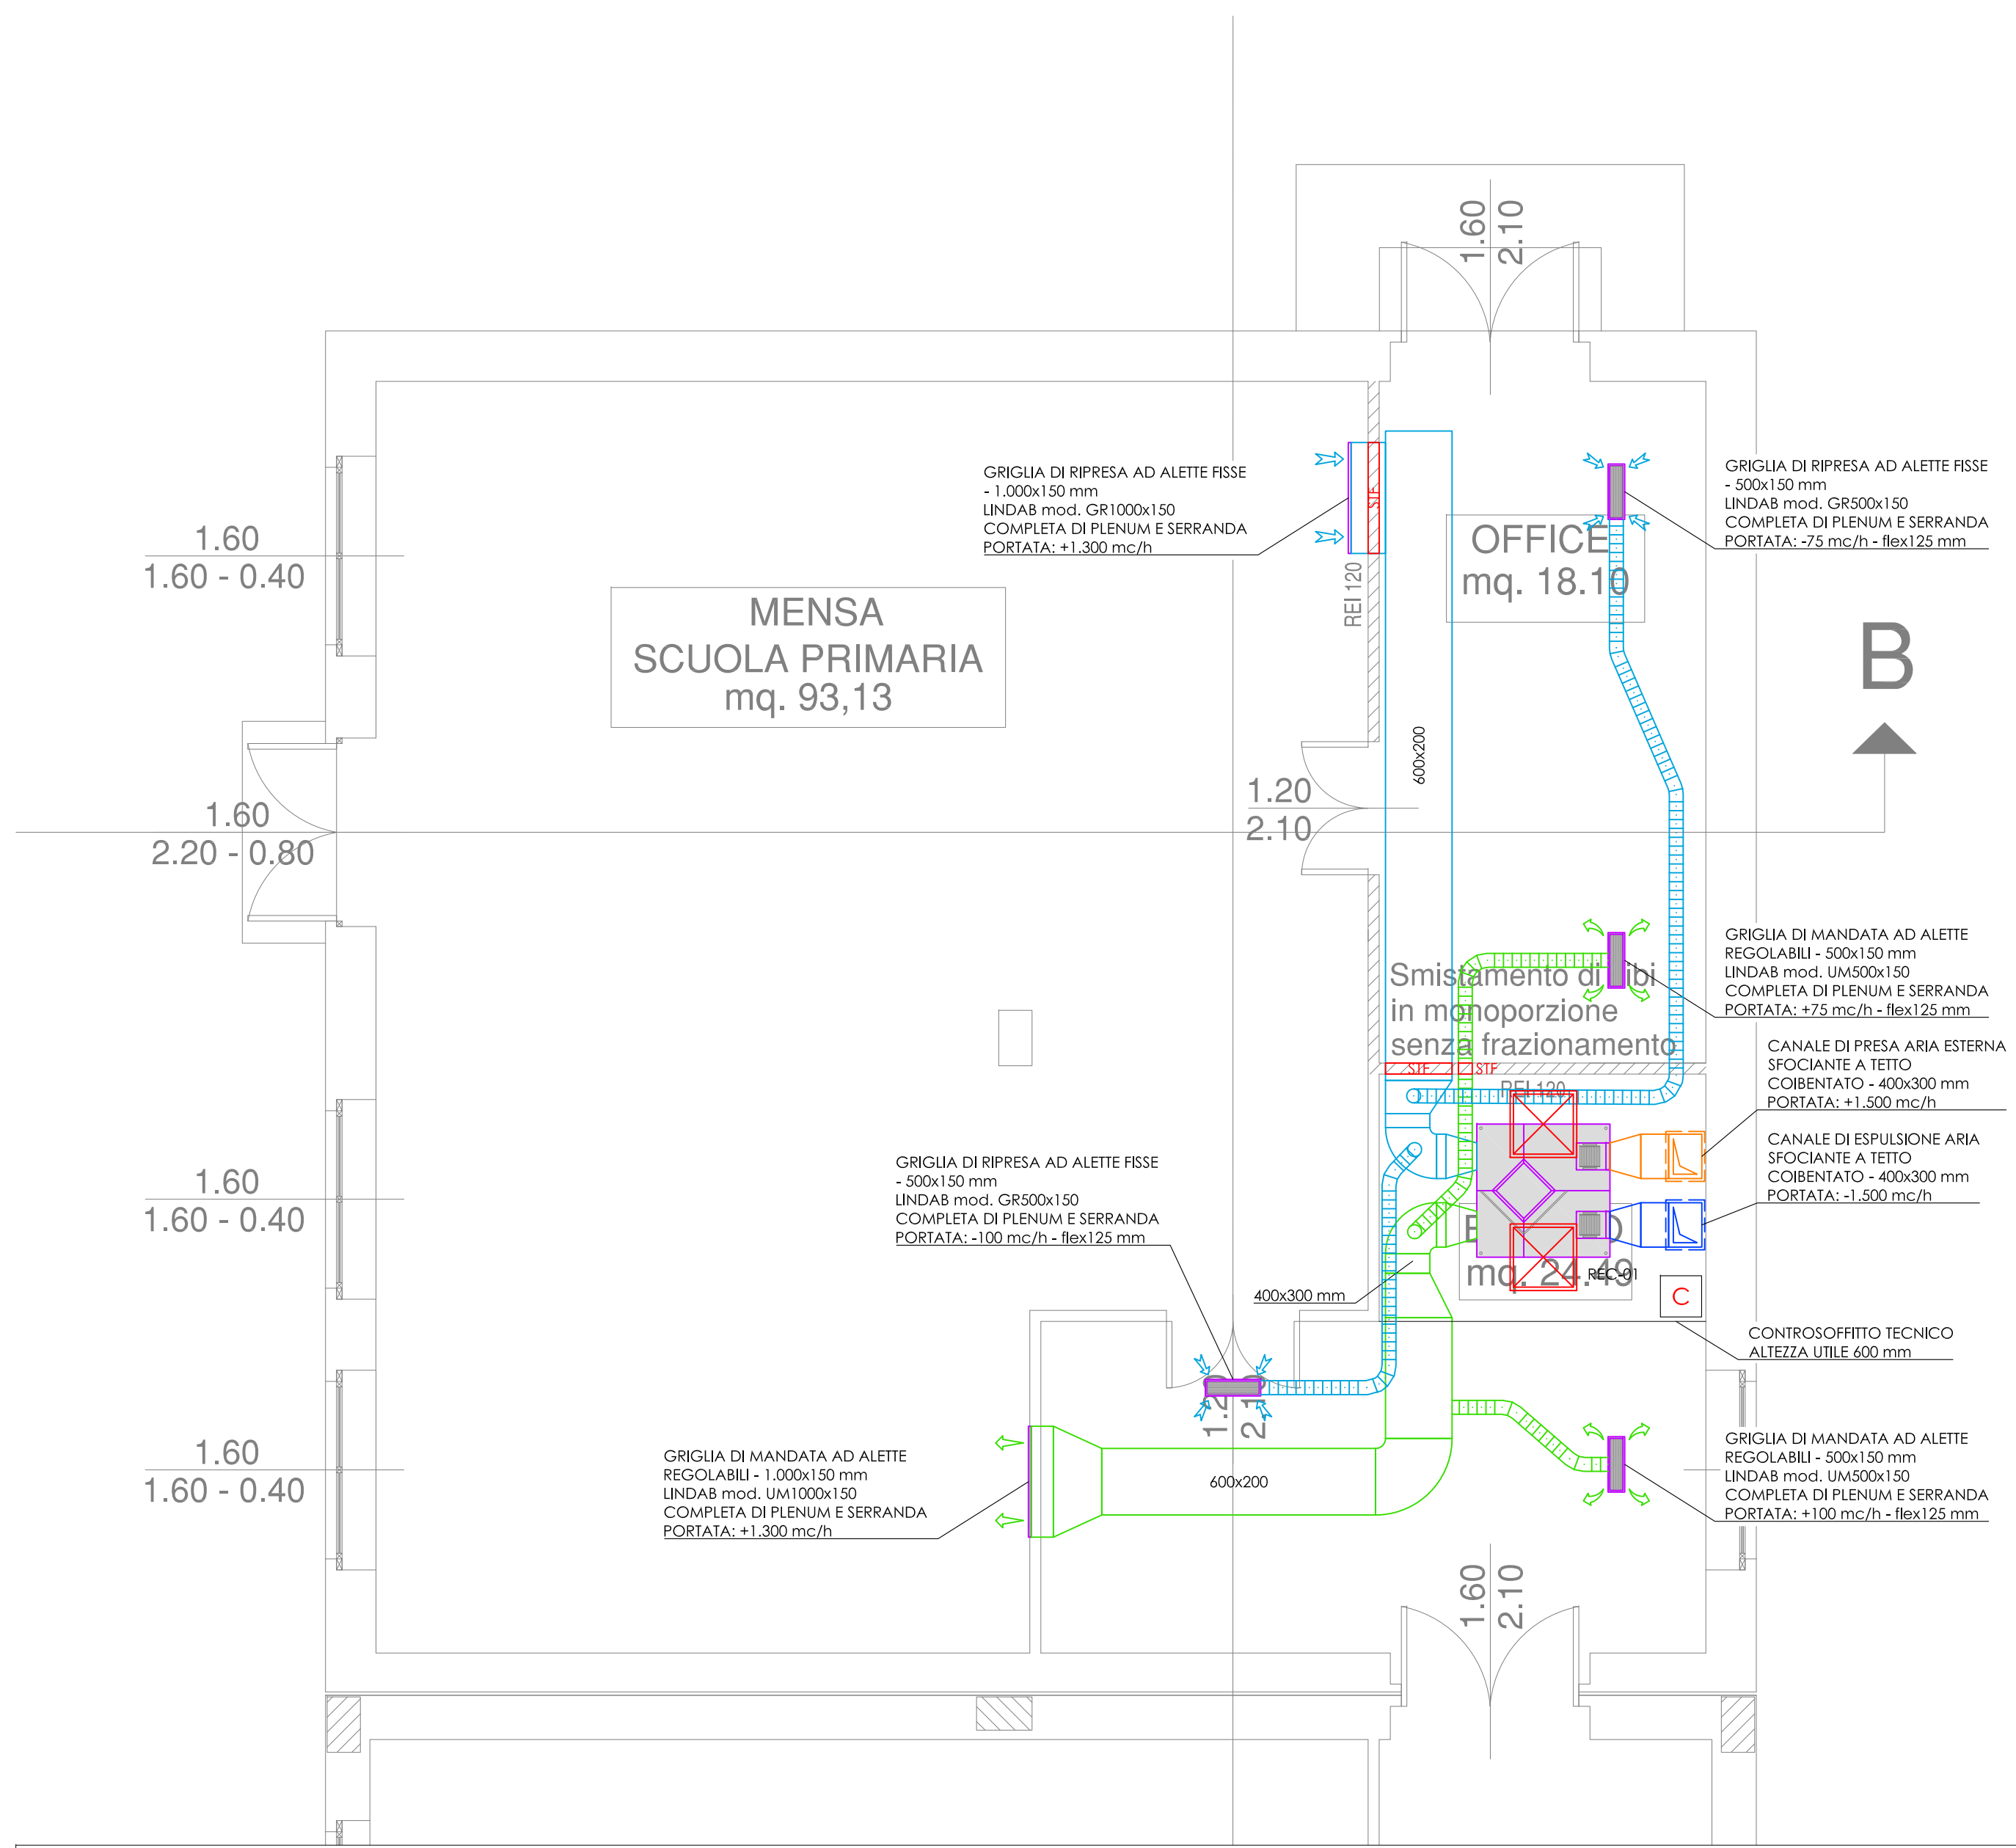 1.60
2.10
GRIGLIA DI RIPRESA AD ALETTE FISSE
- 1.000x150 mm
LINDAB mod. GR1000x150
COMPLETA DI PLENUM E SERRANDA
PORTATA: +1.300 mc/h
STF
GRIGLIA DI RIPRESA AD ALETTE FISSE
- 500x150 mm
LINDAB mod. GR500x150
COMPLETA DI PLENUM E SERRANDA
PORTATA: -75 mc/h - flex125 mm
OFFICE
mq. 18.10
1.60
1.60 - 0.40
REI 120
MENSA
SCUOLA PRIMARIA
mq. 93,13
B
600x200
1.20
2.10
1.60
2.20 - 0.80
GRIGLIA DI MANDATA AD ALETTE
REGOLABILI - 500x150 mm
LINDAB mod. UM500x150
COMPLETA DI PLENUM E SERRANDA
PORTATA: +75 mc/h - flex125 mm
Smistamento di
in monoporzione
senza frazionamento
STF
STF
REI 120
CANALE DI PRESA ARIA ESTERNA
SFOCIANTE A TETTO
COIBENTATO - 400x300 mm
PORTATA: +1.500 mc/h
CANALE DI ESPULSIONE ARIA
SFOCIANTE A TETTO
COIBENTATO - 400x300 mm
PORTATA: -1.500 mc/h
GRIGLIA DI RIPRESA AD ALETTE FISSE
- 500x150 mm
LINDAB mod. GR500x150
COMPLETA DI PLENUM E SERRANDA
PORTATA: -100 mc/h - flex125 mm
1.60
1.60 - 0.40
mq. 24.49
REC-01
C
400x300 mm
CONTROSOFFITTO TECNICO
ALTEZZA UTILE 600 mm
GRIGLIA DI MANDATA AD ALETTE
REGOLABILI - 1.000x150 mm
LINDAB mod. UM1000x150
COMPLETA DI PLENUM E SERRANDA
PORTATA: +1.300 mc/h
600x200
1.60
1.60 - 0.40
GRIGLIA DI MANDATA AD ALETTE
REGOLABILI - 500x150 mm
LINDAB mod. UM500x150
COMPLETA DI PLENUM E SERRANDA
PORTATA: +100 mc/h - flex125 mm
1.60
2.10